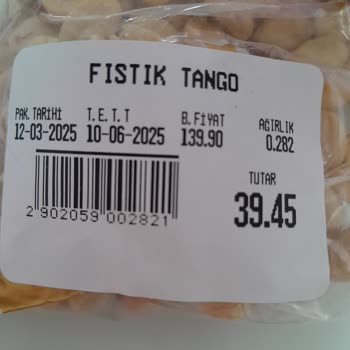 FISTIK TANGO
PAK.TARİHİ T.E.T.T B.FİYAT AĞIRLIK
12-03-2025 10-06-2025 139.90 0.282
TUTAR
39.45
2 902059 002821